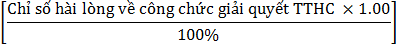 [Chỉ số hài lòng về công chức giải quyết TTHC × 1.00
100%]